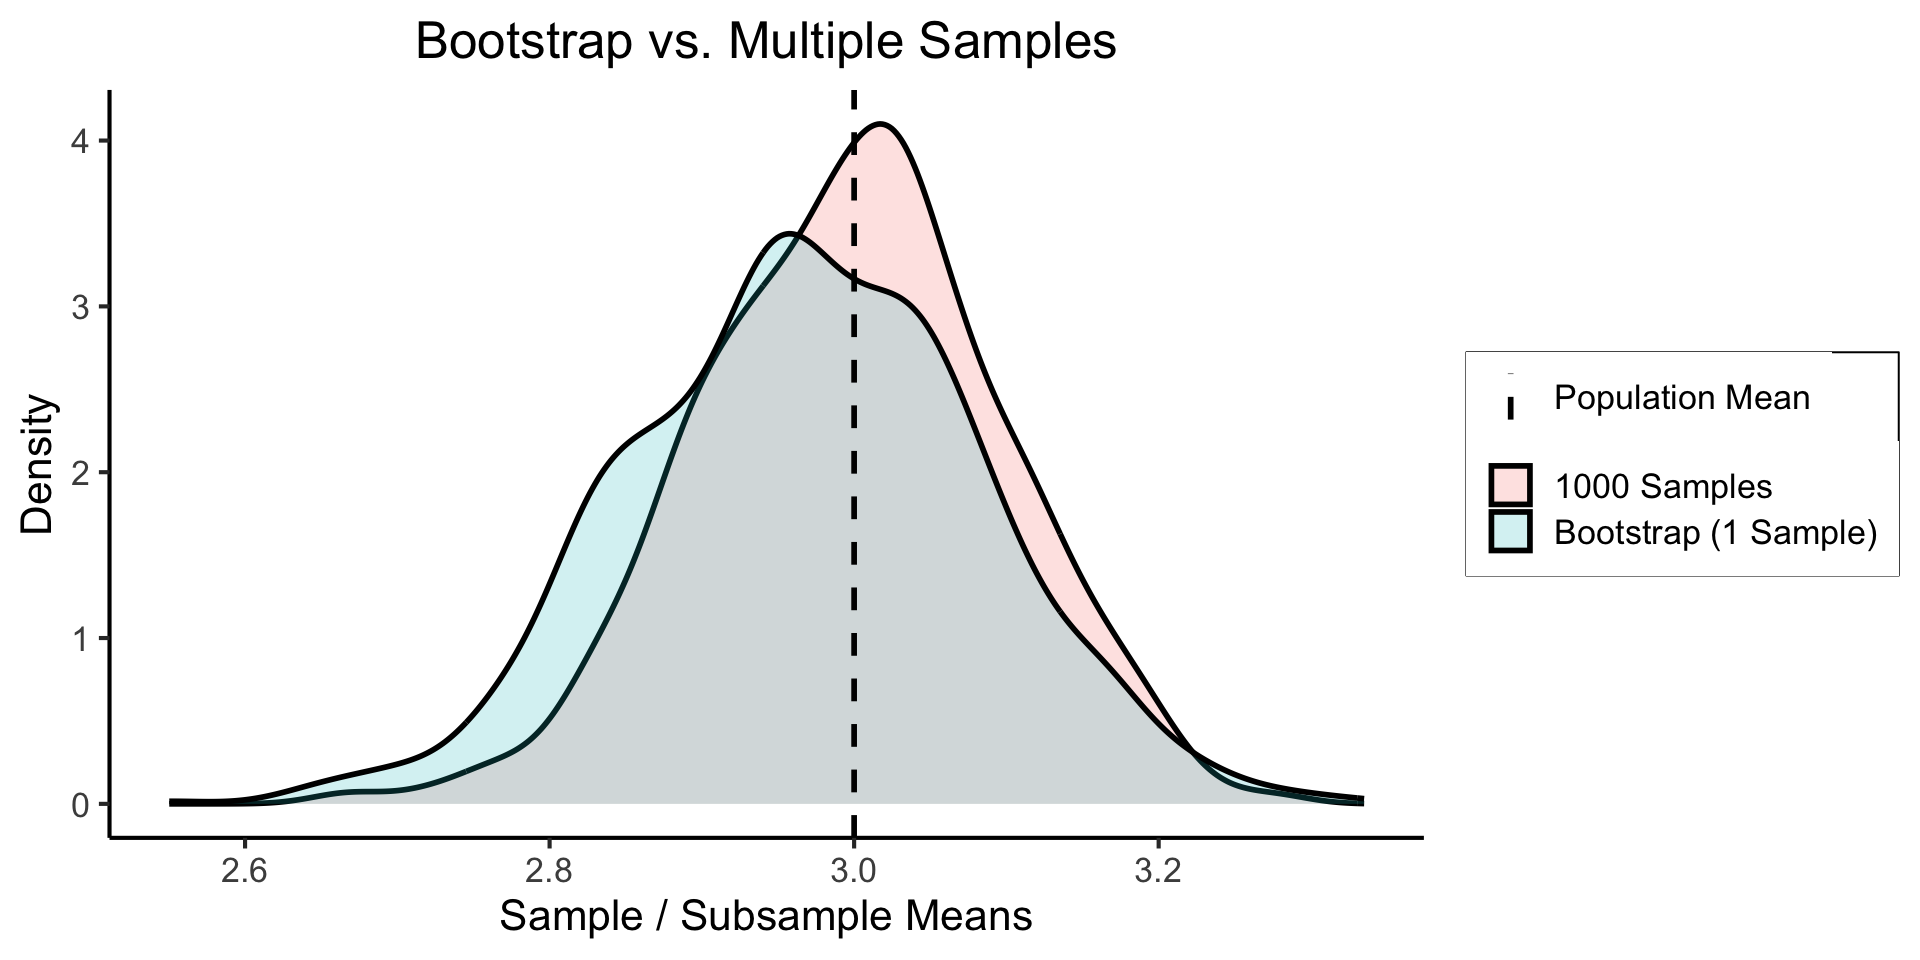 Bootstrap vs. Multiple Samples
Density
4
3
2
1
0
2.6 2.8 3.0 3.2
Sample / Subsample Means
Population Mean
1000 Samples
Bootstrap (1 Sample)